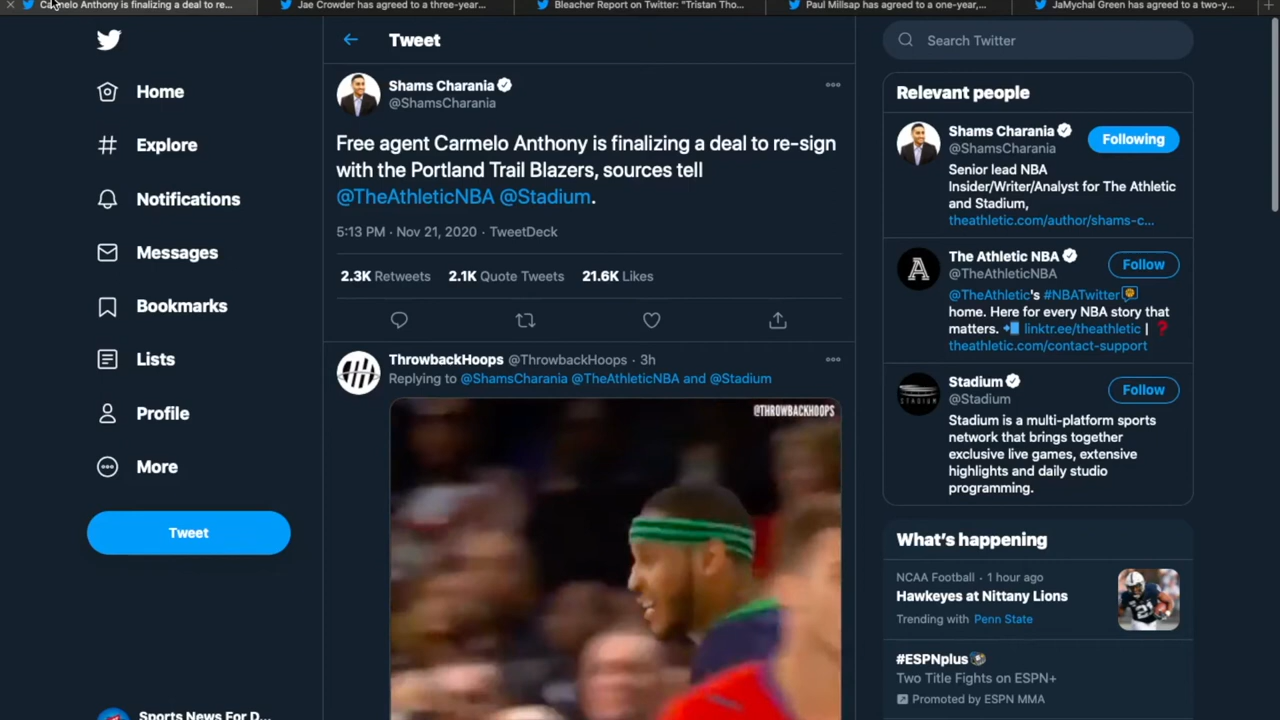 Carmelo Anthony is finalizing a deal to re...
Jae Crowder has agreed to a three-year...
Bleacher Report on Twitter: "Tristan Tho...
Paul Millsap has agreed to a one-year,...
JaMychal Green has agreed to a two-y...
Home
Explore
Notifications
Messages
Bookmarks
Lists
Profile
More
Tweet
Sports News For D...
Tweet
Shams Charania
@ShamsCharania
Free agent Carmelo Anthony is finalizing a deal to re-sign
with the Portland Trail Blazers, sources tell
@TheAthleticNBA @Stadium.
5:13 PM · Nov 21, 2020 · TweetDeck
2.3K Retweets 2.1K Quote Tweets 21.6K Likes
ThrowbackHoops @ThrowbackHoops · 3h
Replying to @ShamsCharania @TheAthleticNBA and @Stadium
@THROWBACKHOOPS
Search Twitter
Relevant people
Shams Charania
@ShamsCharania
Following
Senior lead NBA
Insider/Writer/Analyst for The Athletic
and Stadium,
theathletic.com/author/shams-c...
The Athletic NBA
@TheAthleticNBA
Follow
@TheAthletic's #NBATwitter
home. Here for every NBA story that
matters. linktr.ee/theathletic |
theathletic.com/contact-support
Stadium
@Stadium
Follow
Stadium is a multi-platform sports
network that brings together
exclusive live games, extensive
highlights and daily studio
programming.
What's happening
NCAA Football · 1 hour ago
Hawkeyes at Nittany Lions
Trending with Penn State
#ESPNplus
Two Title Fights on ESPN+
Promoted by ESPN MMA